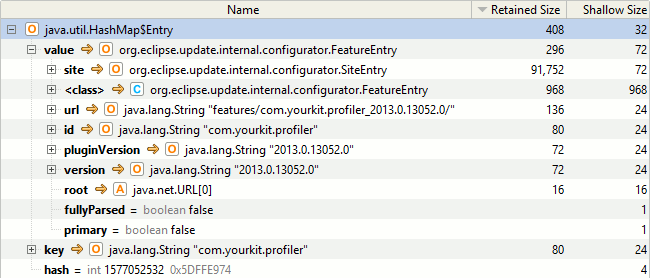 Name Retained Size Shallow Size
O java.util.HashMap$Entry 408 32
value O org.eclipse.update.internal.configurator.FeatureEntry 296 72
site O org.eclipse.update.internal.configurator.SiteEntry 91,752 72
<class> C org.eclipse.update.internal.configurator.FeatureEntry 968 968
url O java.lang.String "features/com.yourkit.profiler_2013.0.13052.0/" 136 24
id O java.lang.String "com.yourkit.profiler" 80 24
pluginVersion O java.lang.String "2013.0.13052.0" 72 24
version O java.lang.String "2013.0.13052.0" 72 24
root A java.net.URL[0] 16 16
fullyParsed = boolean false 1
primary = boolean false 1
key O java.lang.String "com.yourkit.profiler" 80 24
hash = int 1577052532 0x5DFFE974 4